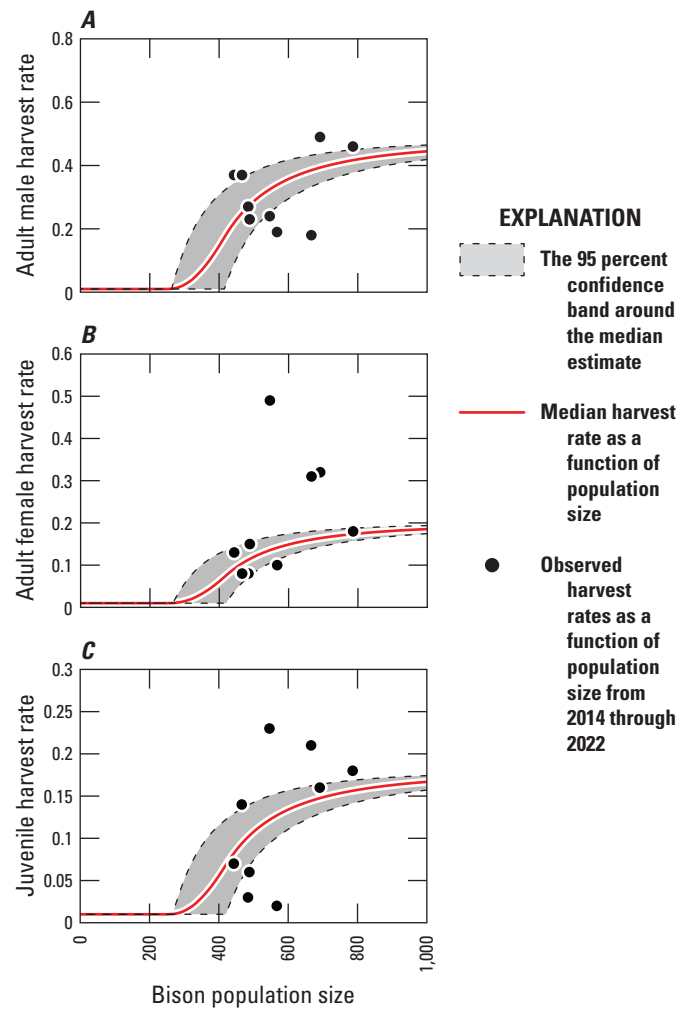 A
0.8
0.6
0.4
0.2
0
Adult male harvest rate
B
0.6
0.5
0.4
0.3
0.2
0.1
0
Adult female harvest rate
C
0.3
0.25
0.2
0.15
0.1
0.05
0
Juvenile harvest rate
0
200
400
600
800
1,000
Bison population size
EXPLANATION
The 95 percent
confidence
band around
the median
estimate
Median harvest
rate as a
function of
population
size
Observed
harvest
rates as a
function of
population
size from
2014 through
2022